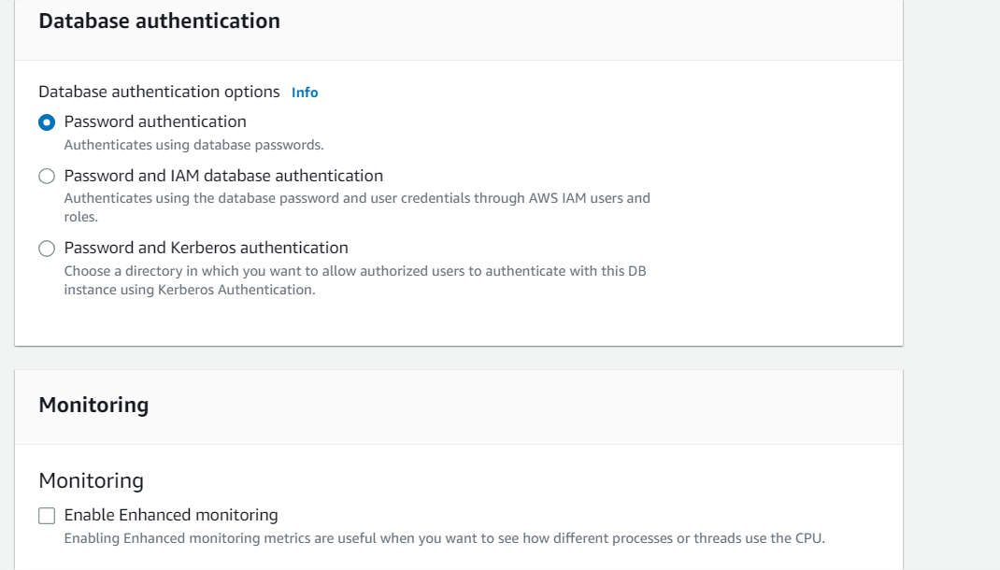 Database authentication
Database authentication options Info
Password authentication
Authenticates using database passwords.
Password and IAM database authentication
Authenticates using the database password and user credentials through AWS IAM users and
roles.
Password and Kerberos authentication
Choose a directory in which you want to allow authorized users to authenticate with this DB
instance using Kerberos Authentication.
Monitoring
Monitoring
Enable Enhanced monitoring
Enabling Enhanced monitoring metrics are useful when you want to see how different processes or threads use the CPU.